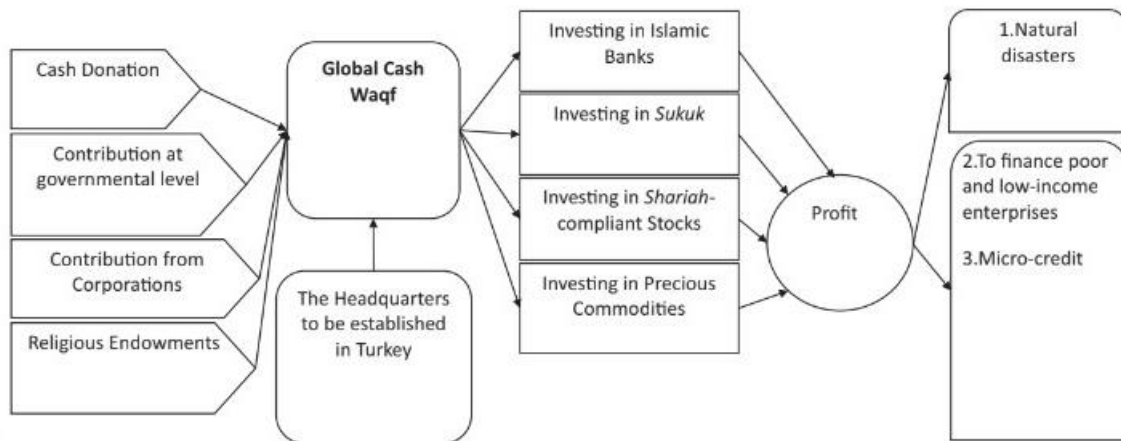 Cash Donation
Contribution at
governmental level
Contribution from
Corporations
Religious Endowments
Global Cash
Waqf
The Headquarters
to be established
in Turkey
Investing in Islamic
Banks
Investing in Sukuk
Investing in Shariah-
compliant Stocks
Investing in Precious
Commodities
Profit
1.Natural
disasters
2.To finance poor
and low-income
enterprises
3.Micro-credit